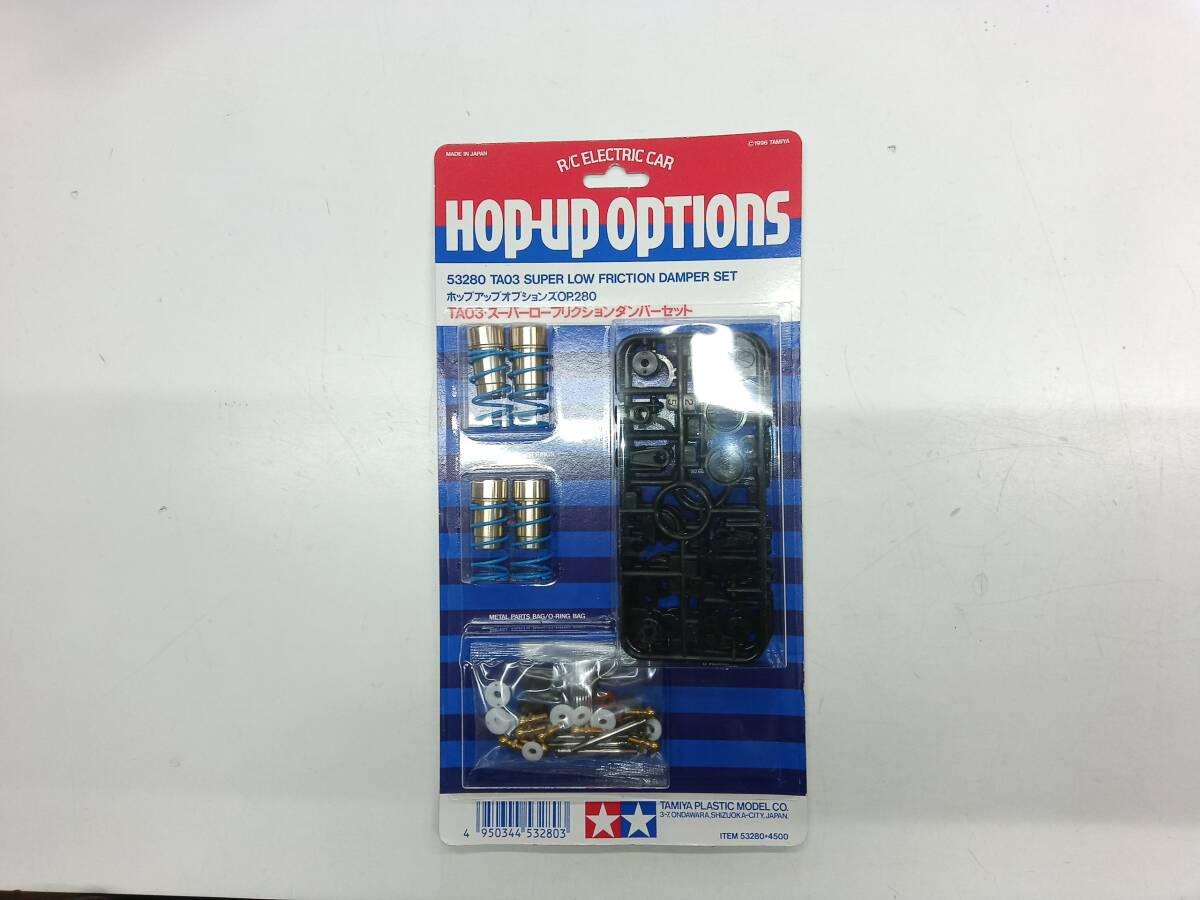 MADE IN JAPAN
©1996 TAMIYA
R/C ELECTRIC CAR
HOP-UP OPTIONS
53280 TA03 SUPER LOW FRICTION DAMPER SET
ホップアップオプションズOP.280
TA03・スーパーローフリクションダンパーセット
METAL PARTS BAG/O-RING BAG
4 950344 532803
TAMIYA PLASTIC MODEL CO.
3-7, ONDAWARA, SHIZUOKA-CITY, JAPAN.
ITEM 53280•4500